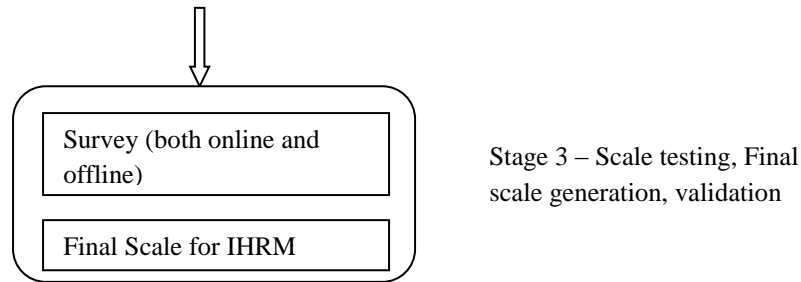 Survey (both online and
offline)
Stage 3 – Scale testing, Final
scale generation, validation
Final Scale for IHRM